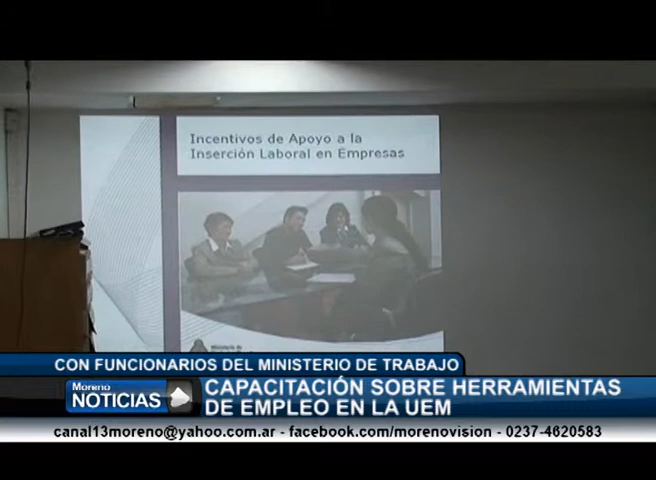 Incentivos de Apoyo a la
Inserción Laboral en Empresas
CON FUNCIONARIOS DEL MINISTERIO DE TRABAJO
Moreno
NOTICIAS
CAPACITACIÓN SOBRE HERRAMIENTAS
DE EMPLEO EN LA UEM
canal13moreno@yahoo.com.ar - facebook.com/morenovision - 0237-4620583